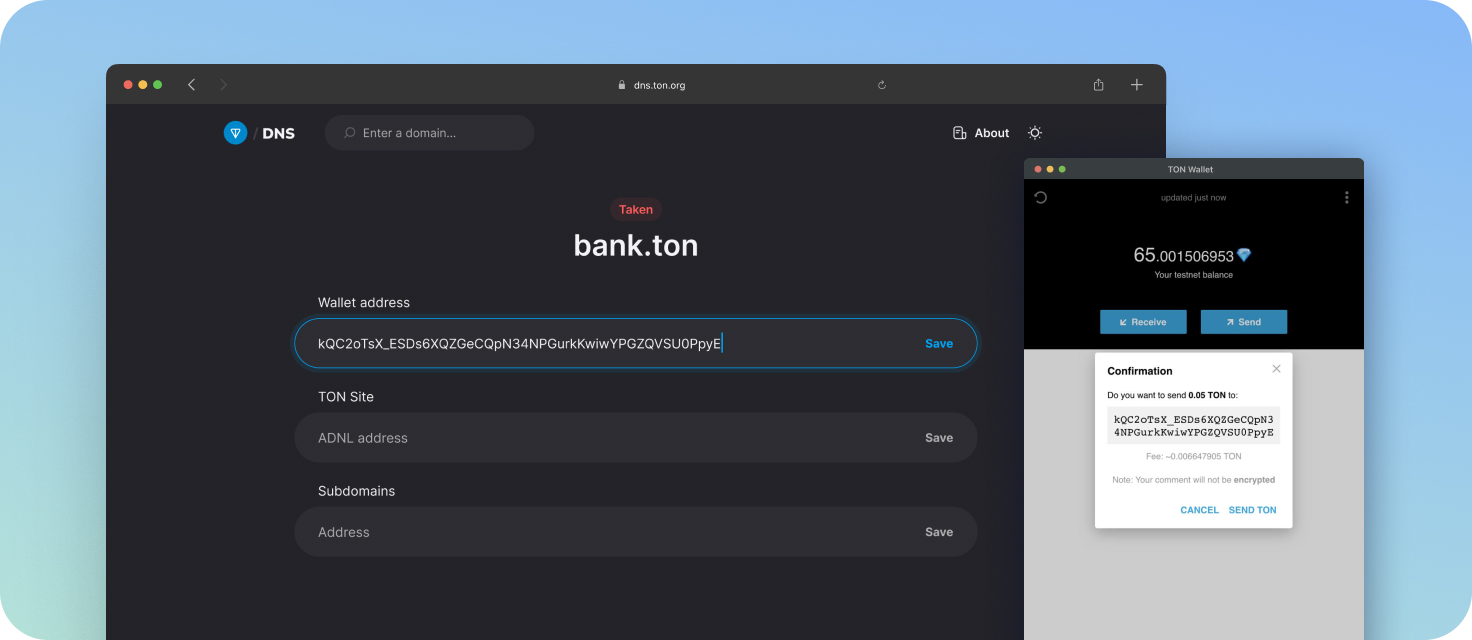 dns.ton.org
/ DNS
Enter a domain...
About
Taken
bank.ton
Wallet address
kQC2oTsX_ESDs6XQZGeCQpN34NPGurkKwiwYPGZQVSU0PpyE
Save
TON Site
ADNL address
Save
Subdomains
Address
Save
TON Wallet
updated just now
65.001506953
Your testnet balance
Receive
Send
Confirmation
Do you want to send 0.05 TON to:
kQC2oTsX_ESDs6XQZGeCQpN3
4NPGurkKwiwYPGZQVSU0PpyE
Fee: ~0.006647905 TON
Note: Your comment will not be encrypted
CANCEL
SEND TON